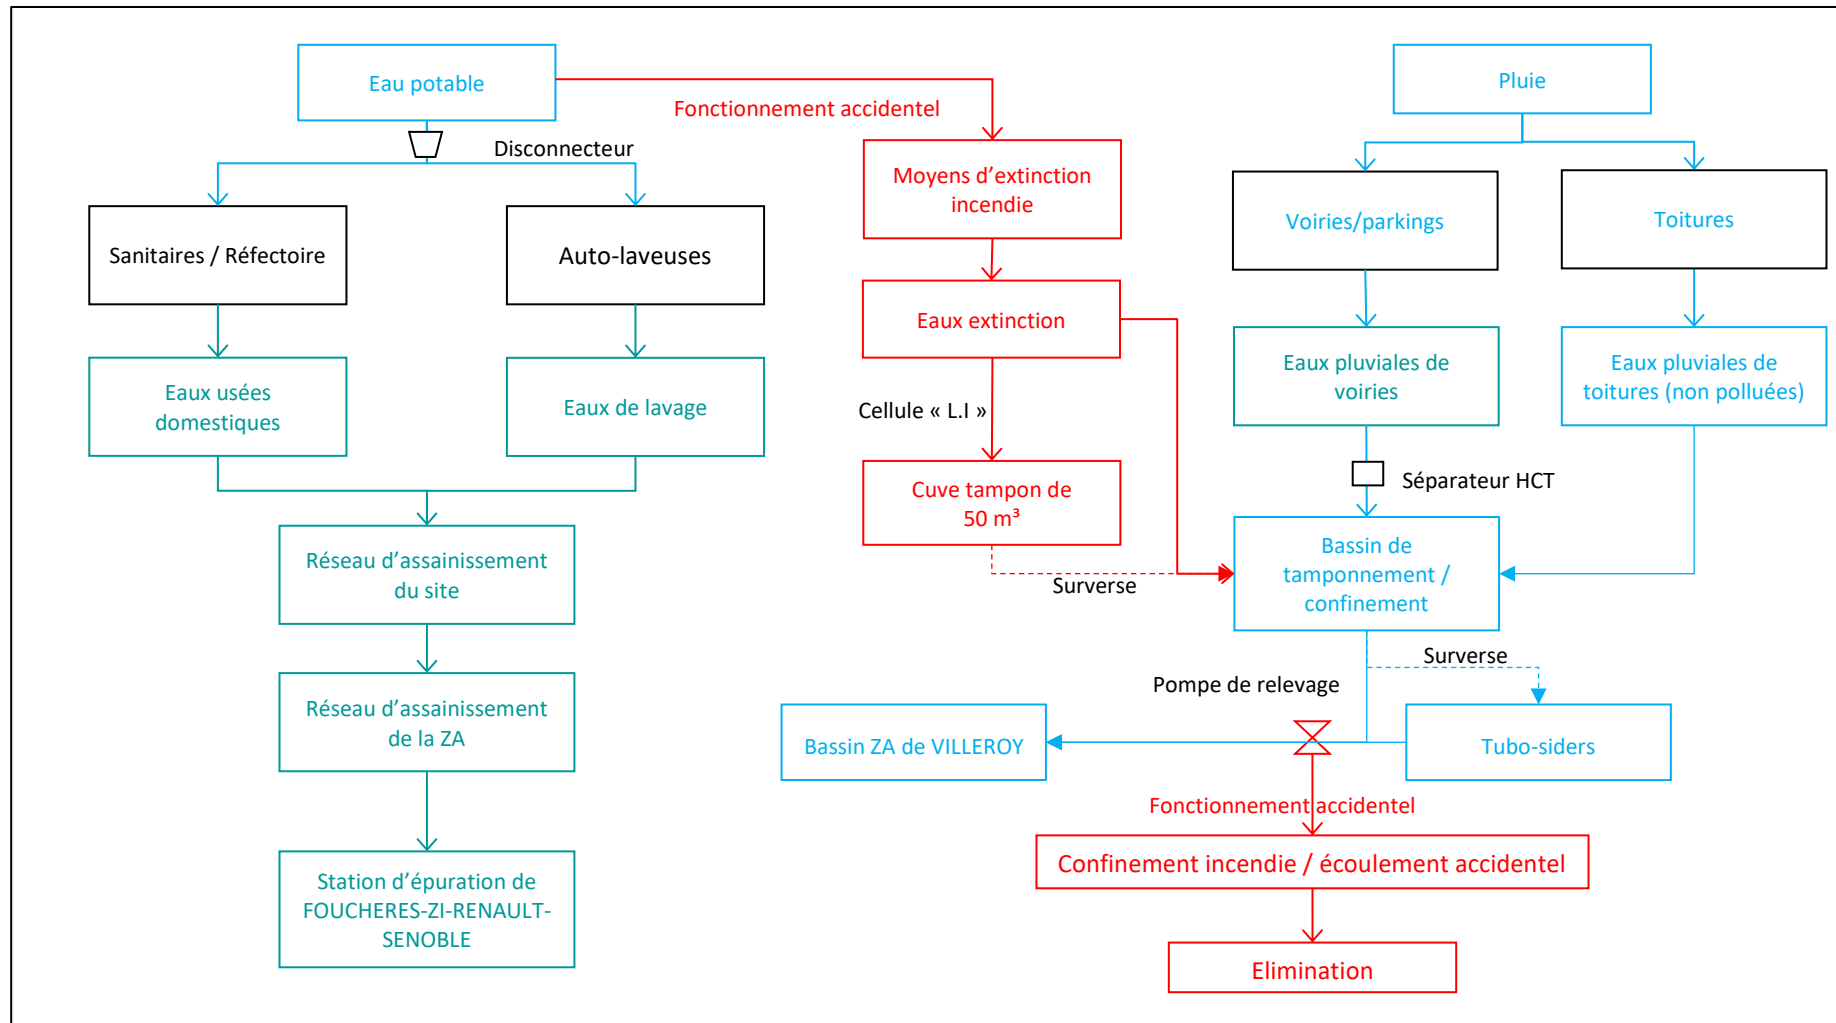 Eau potable
Fonctionnement accidentel
Pluie
Disconnecteur
Sanitaires / Réfectoire
Auto-laveuses
Moyens d’extinction
incendie
Voiries/parkings
Toitures
Eaux usées
domestiques
Eaux de lavage
Eaux extinction
Eaux pluviales de
voiries
Eaux pluviales de
toitures (non polluées)
Cellule « L.I »
Séparateur HCT
Cuve tampon de
50 m³
Réseau d’assainissement
du site
Surverse
Bassin de
tamponnement /
confinement
Surverse
Pompe de relevage
Réseau d’assainissement
de la ZA
Bassin ZA de VILLEROY
Tubo-siders
Fonctionnement accidentel
Confinement incendie / écoulement accidentel
Station d’épuration de
FOUCHERES-ZI-RENAULT-
SENOBLE
Elimination